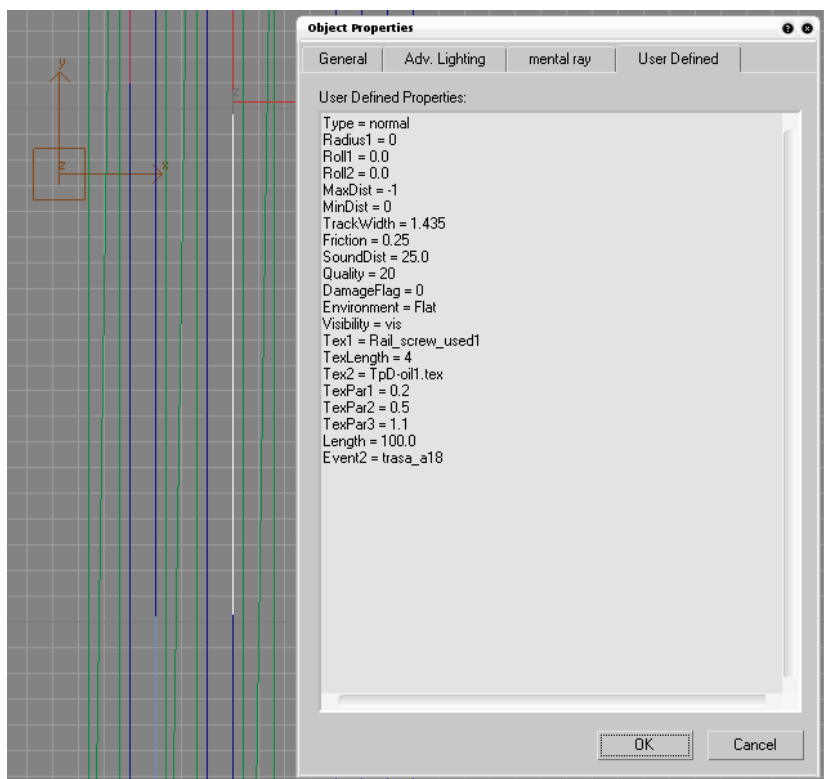 Object Properties
General
Adv. Lighting
mental ray
User Defined
User Defined Properties:
Type = normal
Radius1 = 0
Roll1 = 0.0
Roll2 = 0.0
MaxDist = -1
MinDist = 0
TrackWidth = 1.435
Friction = 0.25
SoundDist = 25.0
Quality = 20
DamageFlag = 0
Environment = Flat
Visibility = vis
Tex1 = Rail_screw_used1
TexLength = 4
Tex2 = TpD-oil1.tex
TexPar1 = 0.2
TexPar2 = 0.5
TexPar3 = 1.1
Length = 100.0
Event2 = trasa_a18
OK
Cancel
y
z
x
z